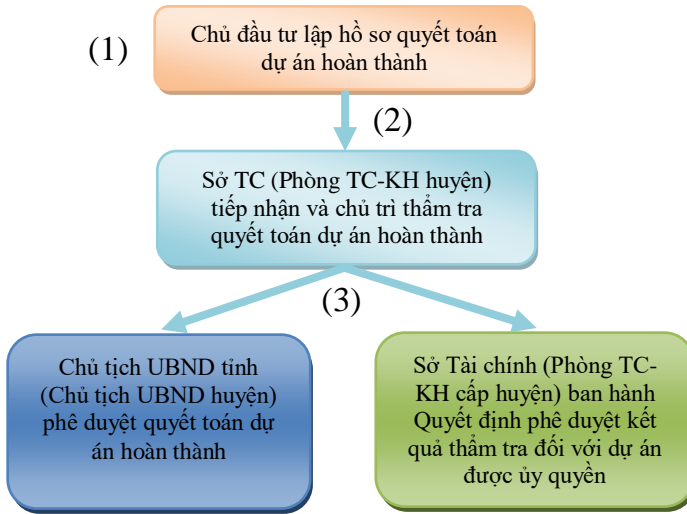 (1)
Chủ đầu tư lập hồ sơ quyết toán
dự án hoàn thành
(2)
Sở TC (Phòng TC-KH huyện)
tiếp nhận và chủ trì thẩm tra
quyết toán dự án hoàn thành
(3)
Chủ tịch UBND tỉnh
(Chủ tịch UBND huyện)
phê duyệt quyết toán dự
án hoàn thành
Sở Tài chính (Phòng TC-
KH cấp huyện) ban hành
Quyết định phê duyệt kết
quả thẩm tra đối với dự án
được ủy quyền